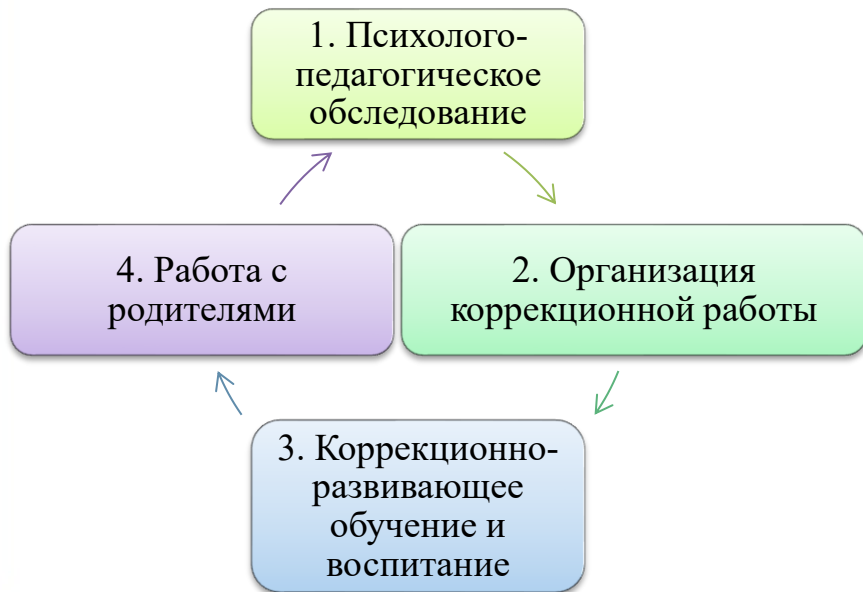 1. Психолого-
педагогическое
обследование
2. Организация
коррекционной работы
3. Коррекционно-
развивающее
обучение и
воспитание
4. Работа с
родителями